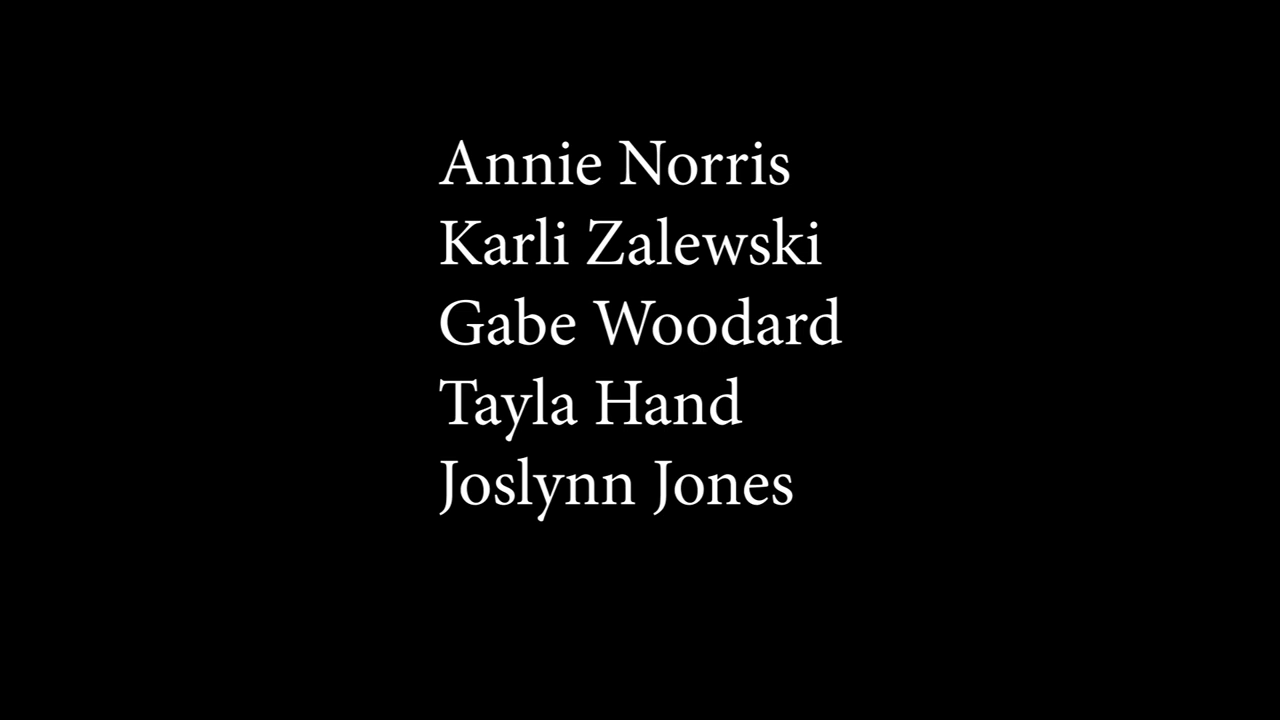 Annie Norris
Karli Zalewski
Gabe Woodard
Tayla Hand
Joslynn Jones